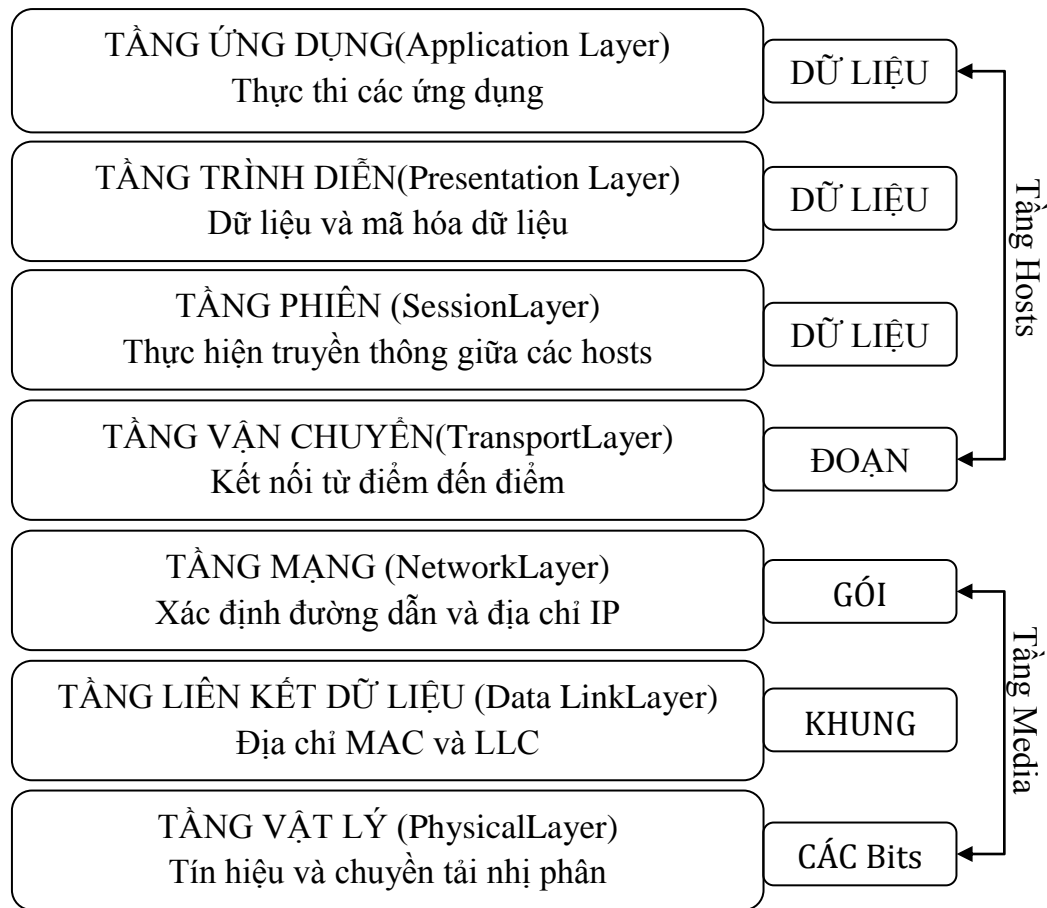 TẦNG ỨNG DỤNG(Application Layer)
Thực thi các ứng dụng
DỮ LIỆU
TẦNG TRÌNH DIỄN(Presentation Layer)
Dữ liệu và mã hóa dữ liệu
DỮ LIỆU
TẦNG PHIÊN (SessionLayer)
Thực hiện truyền thông giữa các hosts
DỮ LIỆU
TẦNG VẬN CHUYỂN(TransportLayer)
Kết nối từ điểm đến điểm
ĐOẠN
Tầng Hosts
TẦNG MẠNG (NetworkLayer)
Xác định đường dẫn và địa chỉ IP
GÓI
TẦNG LIÊN KẾT DỮ LIỆU (Data LinkLayer)
Địa chỉ MAC và LLC
KHUNG
TẦNG VẬT LÝ (PhysicalLayer)
Tín hiệu và chuyền tải nhị phân
CÁC Bits
Tầng Media